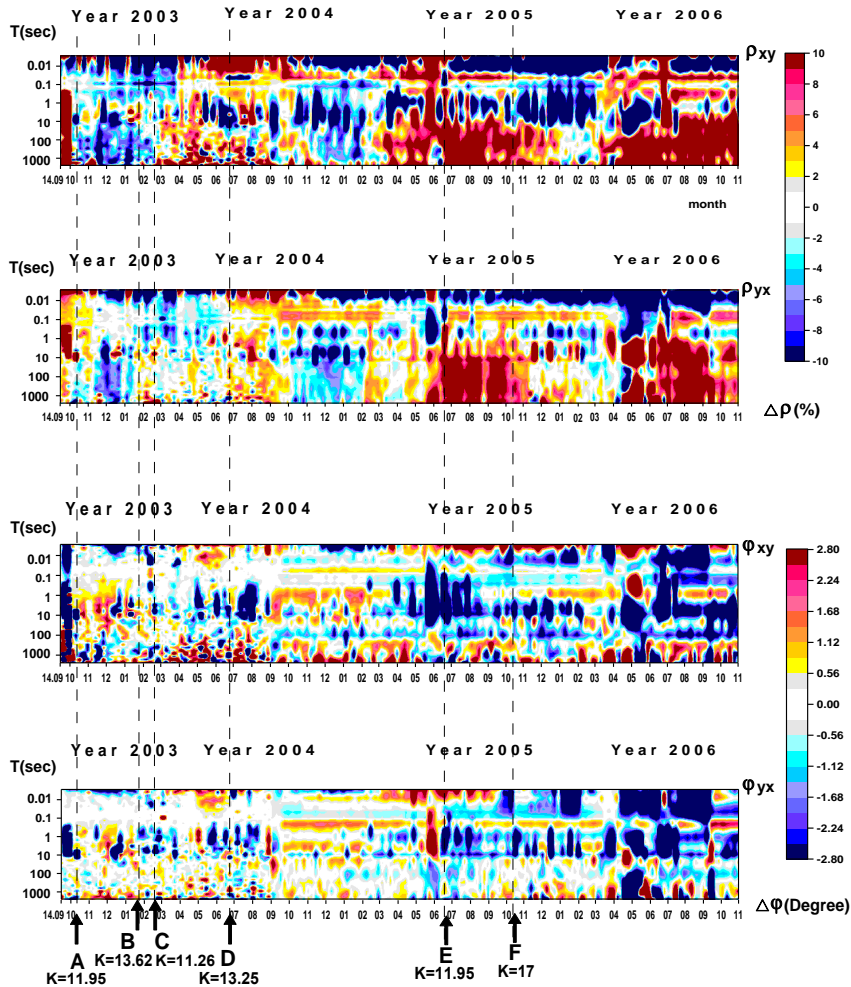 Year 2003 Year 2004 Year 2005 Year 2006
T(sec)
ρxy
0.01
0.1
1
10
100
1000
14.09 10 11 12 01 02 03 04 05 06 07 08 09 10 11 12 01 02 03 04 05 06 07 08 09 10 11 12 01 02 03 04 05 06 07 08 09 10 11
month
10
8
6
4
2
0
-2
-4
-6
-8
-10
Δρ(%)
Year 2003 Year 2004 Year 2005 Year 2006
T(sec)
ρyx
0.01
0.1
1
10
100
1000
14.09 10 11 12 01 02 03 04 05 06 07 08 09 10 11 12 01 02 03 04 05 06 07 08 09 10 11 12 01 02 03 04 05 06 07 08 09 10 11
Year 2003 Year 2004 Year 2005 Year 2006
T(sec)
φxy
0.01
0.1
1
10
100
1000
14.09 10 11 12 01 02 03 04 05 06 07 08 09 10 11 12 01 02 03 04 05 06 07 08 09 10 11 12 01 02 03 04 05 06 07 08 09 10 11
2.80
2.24
1.68
1.12
0.56
0.00
-0.56
-1.12
-1.68
-2.24
-2.80
Δφ(Degree)
Year 2003 Year 2004 Year 2005 Year 2006
T(sec)
φyx
0.01
0.1
1
10
100
1000
14.09 10 11 12 01 02 03 04 05 06 07 08 09 10 11 12 01 02 03 04 05 06 07 08 09 10 11 12 01 02 03 04 05 06 07 08 09 10 11
A
K=11.95
B
K=13.62
C
K=11.26
D
K=13.25
E
K=11.95
F
K=17